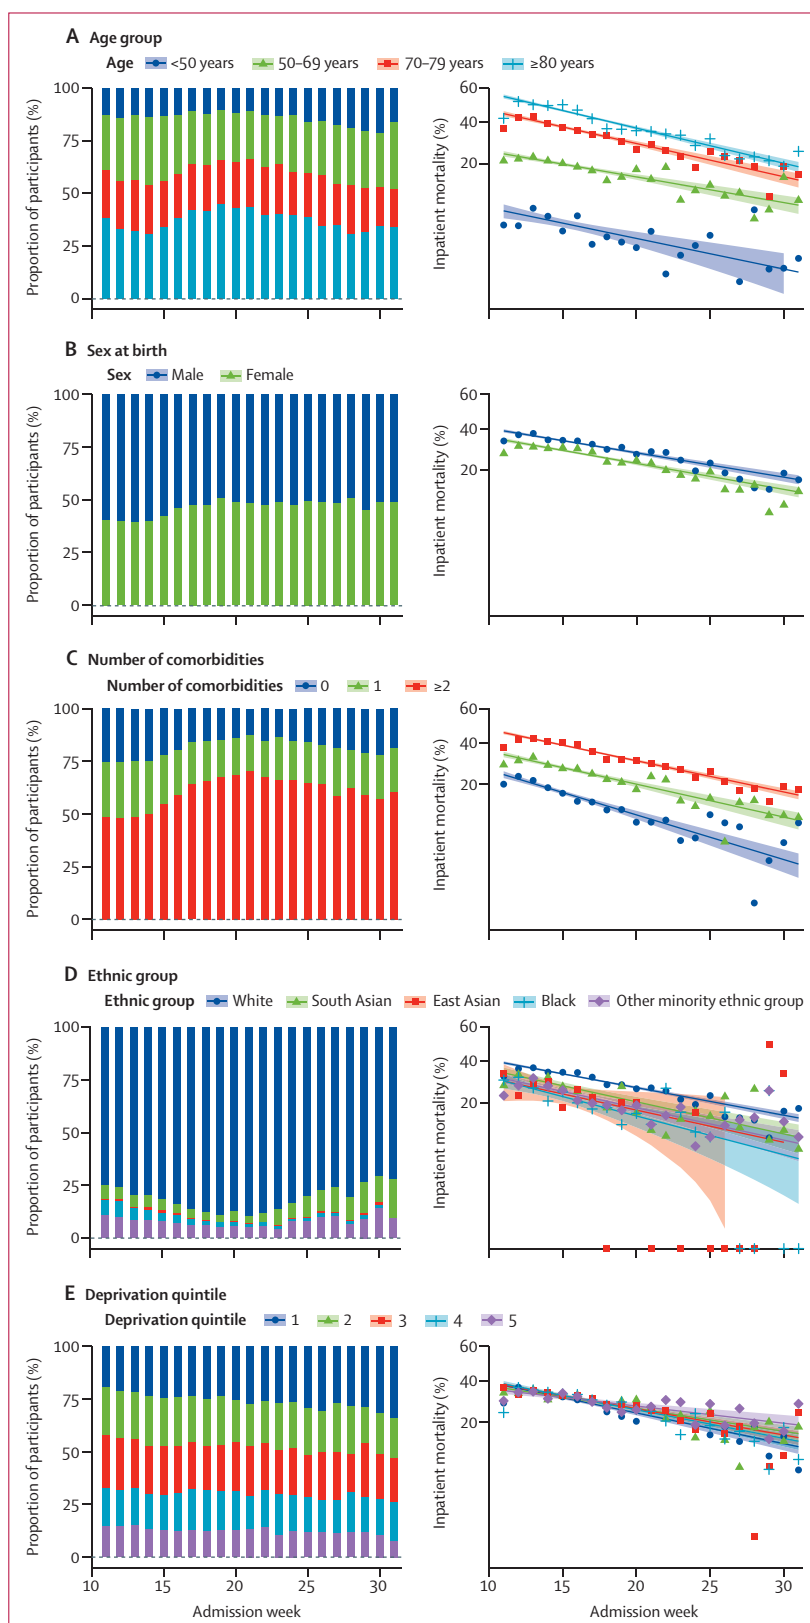 A Age group
Age <50 years 50–69 years 70–79 years ≥80 years
Proportion of participants (%)
100
75
50
25
0
Inpatient mortality (%)
60
40
20
B Sex at birth
Sex Male Female
Proportion of participants (%)
100
75
50
25
0
Inpatient mortality (%)
60
40
20
C Number of comorbidities
Number of comorbidities 0 1 ≥2
Proportion of participants (%)
100
75
50
25
0
Inpatient mortality (%)
60
40
20
D Ethnic group
Ethnic group White South Asian East Asian Black Other minority ethnic group
Proportion of participants (%)
100
75
50
25
0
Inpatient mortality (%)
60
40
20
E Deprivation quintile
Deprivation quintile 1 2 3 4 5
Proportion of participants (%)
100
75
50
25
0
10 15 20 25 30
Admission week
Inpatient mortality (%)
60
40
20
10 15 20 25 30
Admission week